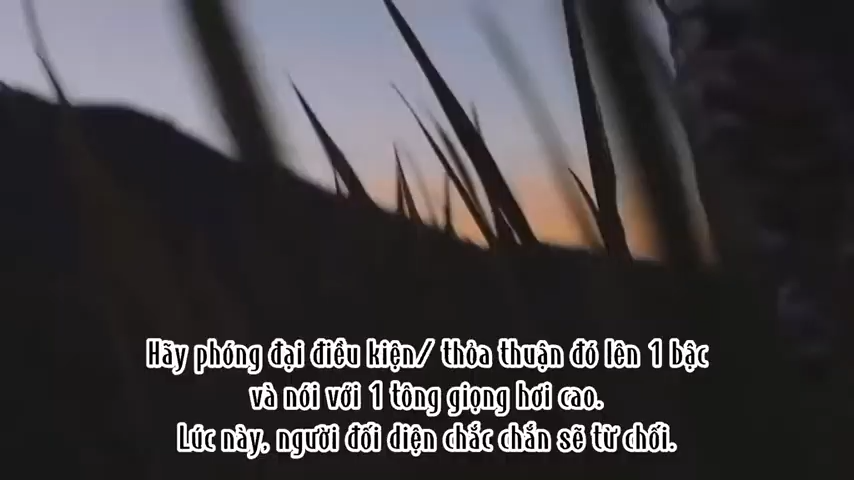 Hãy phóng đại điều kiện/ thỏa thuận đó lên 1 bậc
và nói với 1 tông giọng hơi cao.
Lúc này, người đối diện chắc chắn sẽ từ chối.